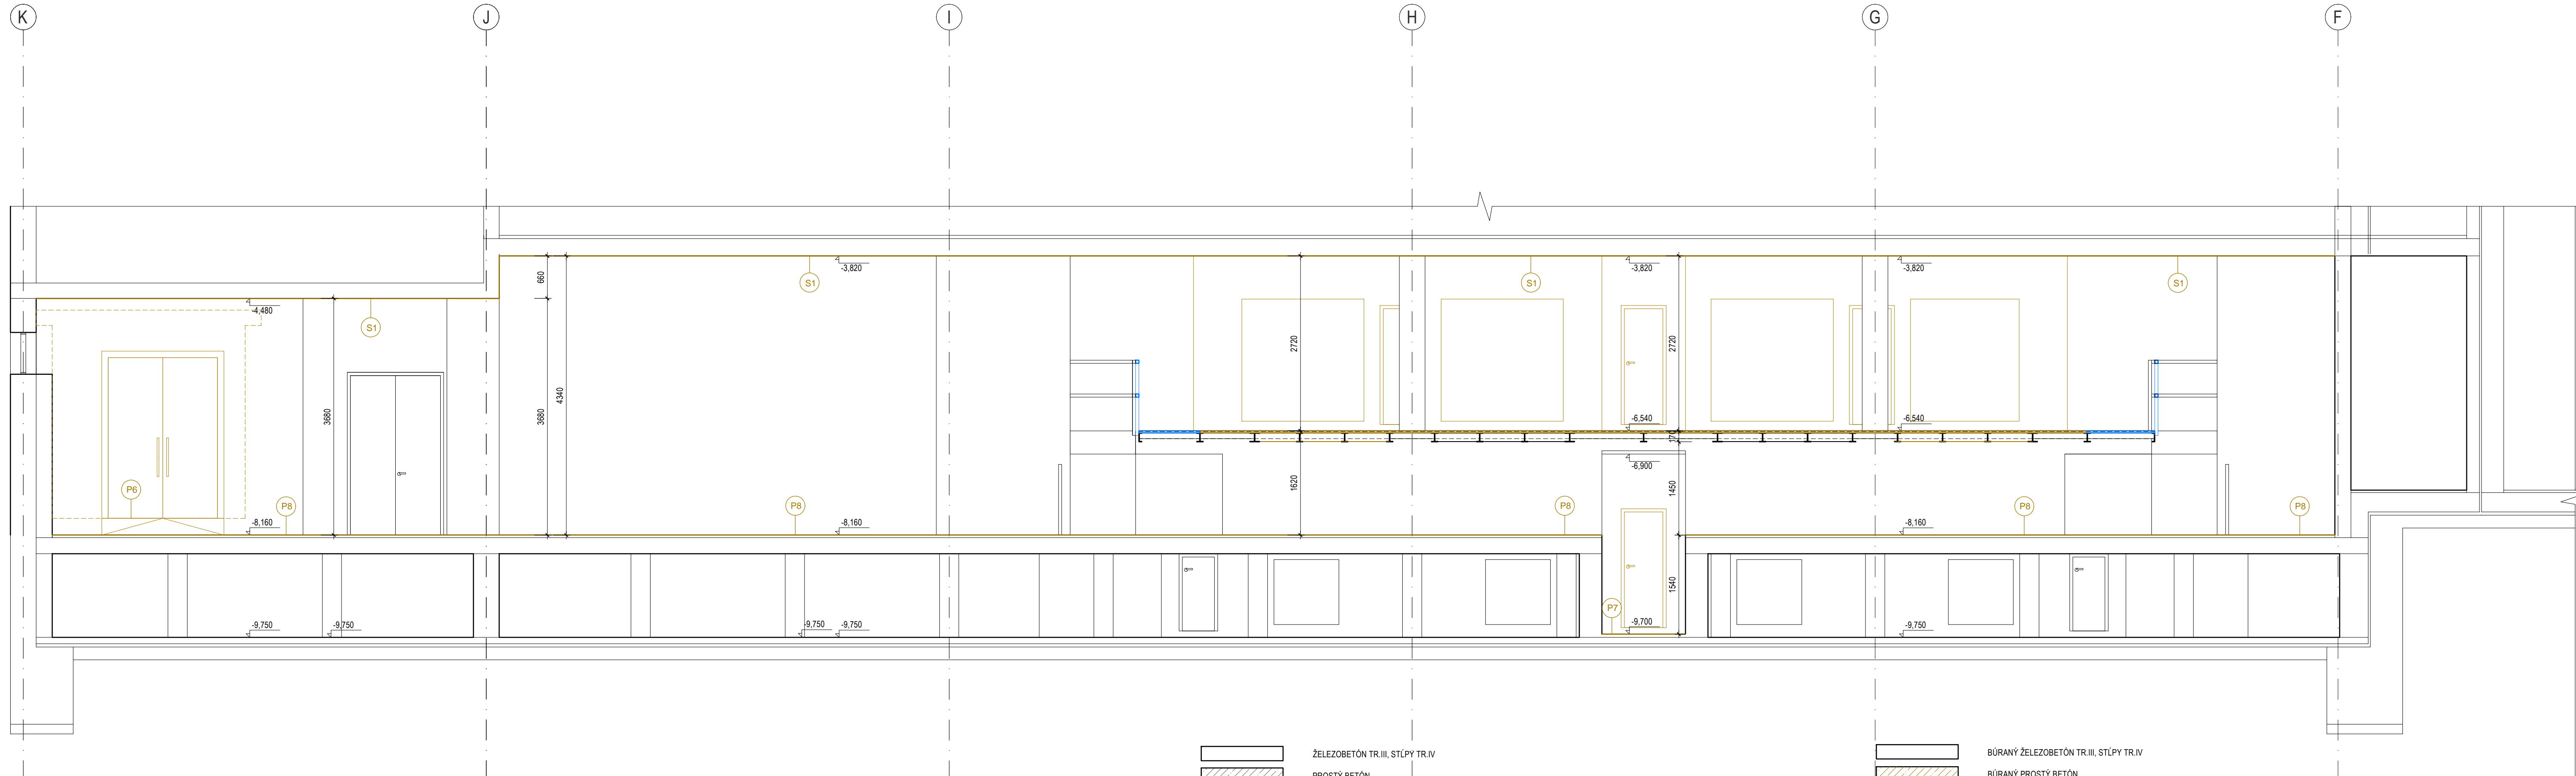 K J I H G F
660
-3,820 -3,820 -3,820
S1 S1 S1
-4,480
S1
2720 2720
4340
3680 3680
-6,540 -6,540
170
-6,900
P6
1620 1450
P8 P8 P8 P8 P8
-8,160 -8,160 -8,160
1540
P7
-9,750 -9,750 -9,750 -9,750 -9,700 -9,750
ŽELEZOBETÓN TR.III, STĹPY TR.IV
BÚRANÝ ŽELEZOBETÓN TR.III, STĹPY TR.IV
PROSTÝ BETÓN
BÚRANÝ PROSTÝ BETÓN